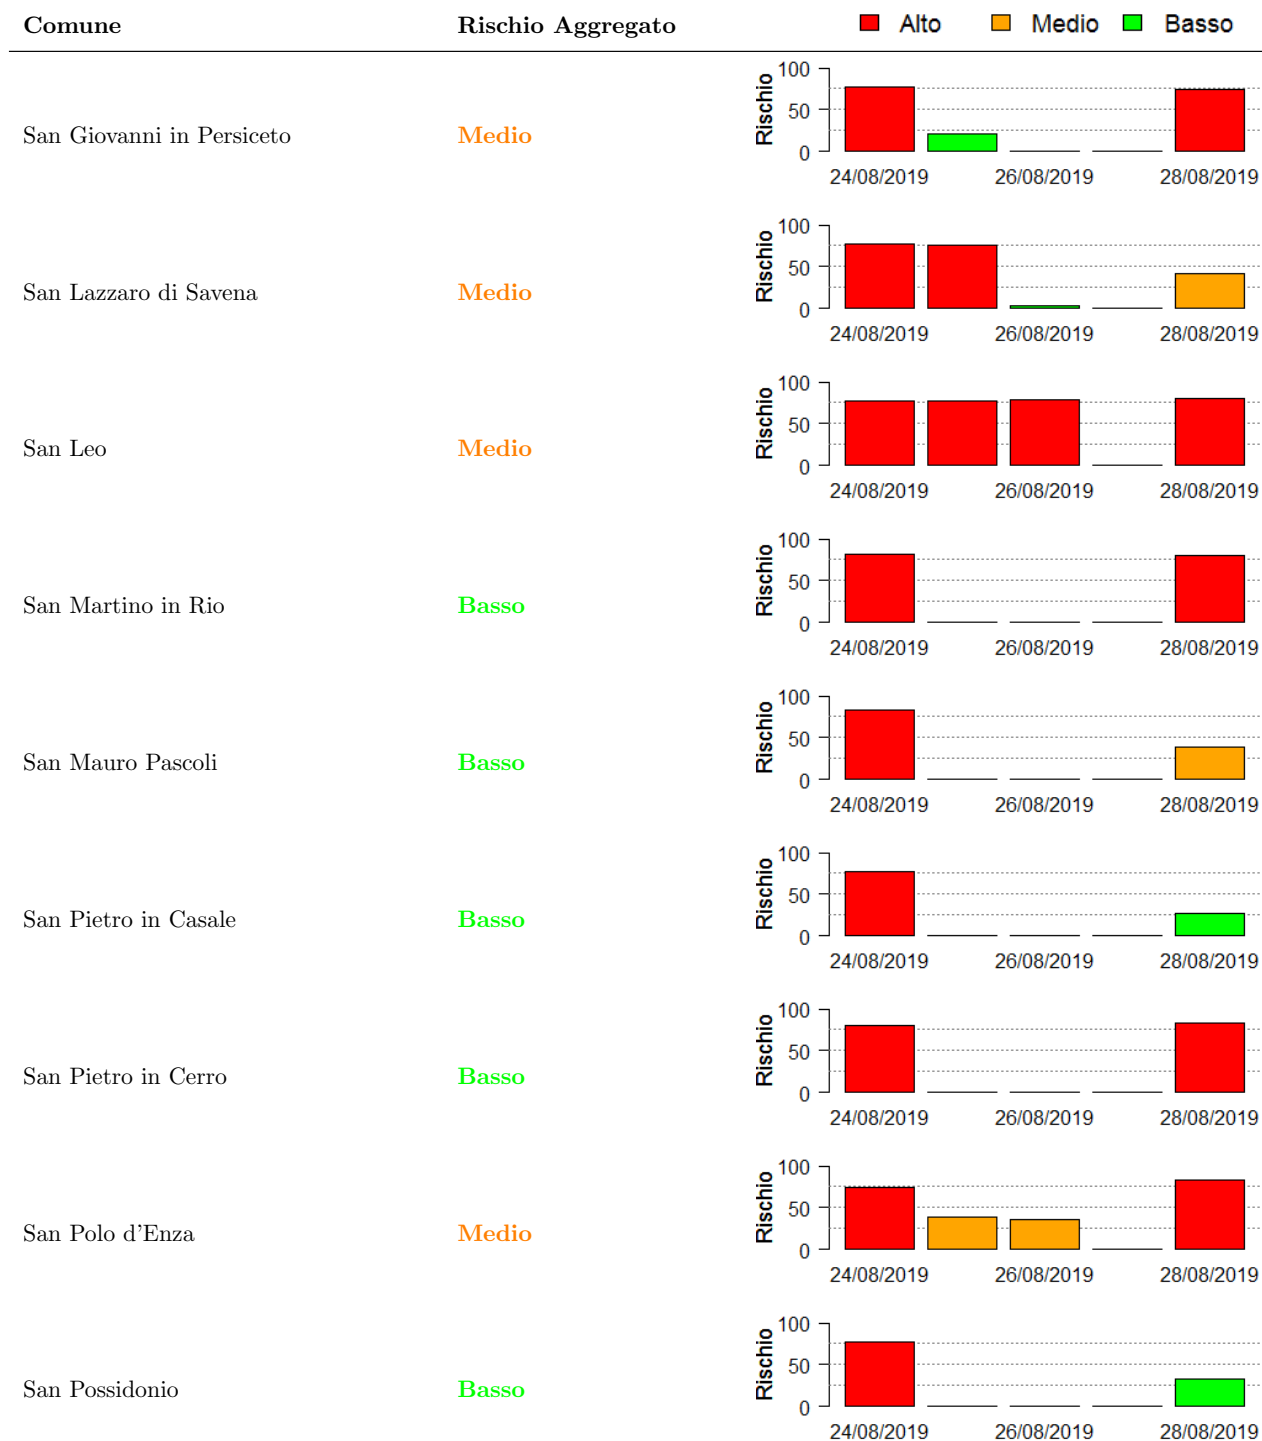 Comune Rischio Aggregato Alto Medio Basso
San Giovanni in Persiceto Medio
Rischio
100
50
0
24/08/2019 26/08/2019 28/08/2019
San Lazzaro di Savena Medio
Rischio
100
50
0
24/08/2019 26/08/2019 28/08/2019
San Leo Medio
Rischio
100
50
0
24/08/2019 26/08/2019 28/08/2019
San Martino in Rio Basso
Rischio
100
50
0
24/08/2019 26/08/2019 28/08/2019
San Mauro Pascoli Basso
Rischio
100
50
0
24/08/2019 26/08/2019 28/08/2019
San Pietro in Casale Basso
Rischio
100
50
0
24/08/2019 26/08/2019 28/08/2019
San Pietro in Cerro Basso
Rischio
100
50
0
24/08/2019 26/08/2019 28/08/2019
San Polo d'Enza Medio
Rischio
100
50
0
24/08/2019 26/08/2019 28/08/2019
San Possidonio Basso
Rischio
100
50
0
24/08/2019 26/08/2019 28/08/2019